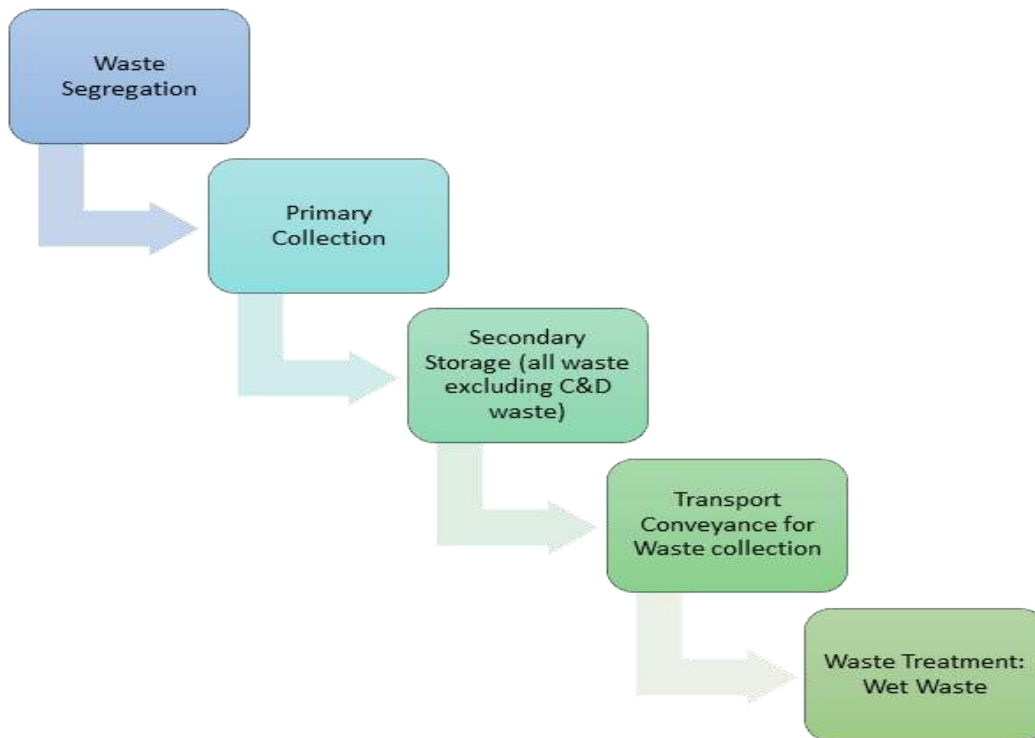 Waste
Segregation
Primary
Collection
Secondary
Storage (all waste
excluding C&D
waste)
Transport
Conveyance for
Waste collection
Waste Treatment:
Wet Waste